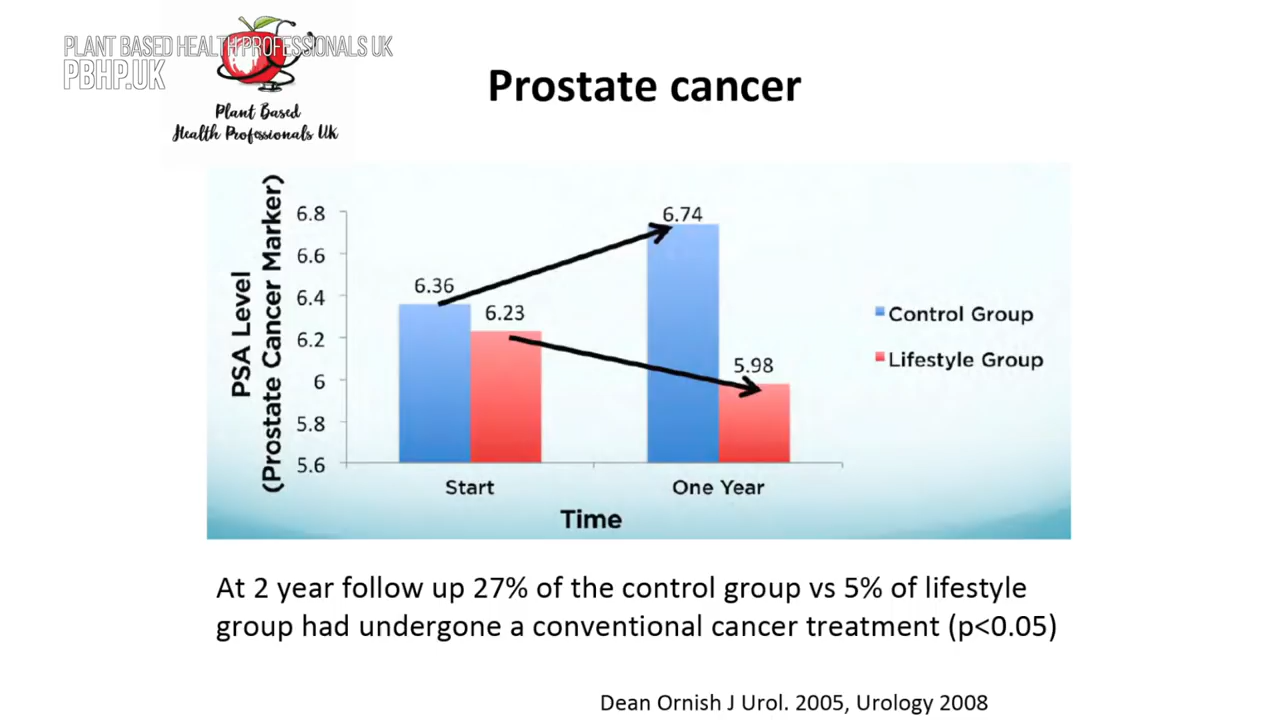 PLANT BASED HEALTH PROFESSIONALS UK
PBHP.UK
Plant Based
Health Professionals UK
Prostate cancer
PSA Level
(Prostate Cancer Marker)
6.8
6.6
6.4
6.2
6
5.8
5.6
6.36
6.23
6.74
5.98
Start
One Year
Time
Control Group
Lifestyle Group
At 2 year follow up 27% of the control group vs 5% of lifestyle
group had undergone a conventional cancer treatment (p<0.05)
Dean Ornish J Urol. 2005, Urology 2008